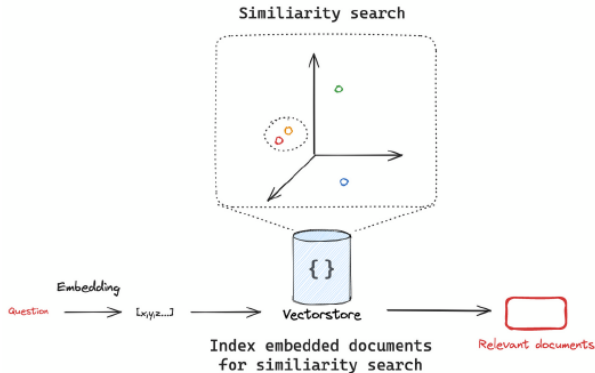 Similiarity search
Embedding
Question
[x,y,z...]
{}
Vectorstore
Index embedded documents
for similiarity search
Relevant documents